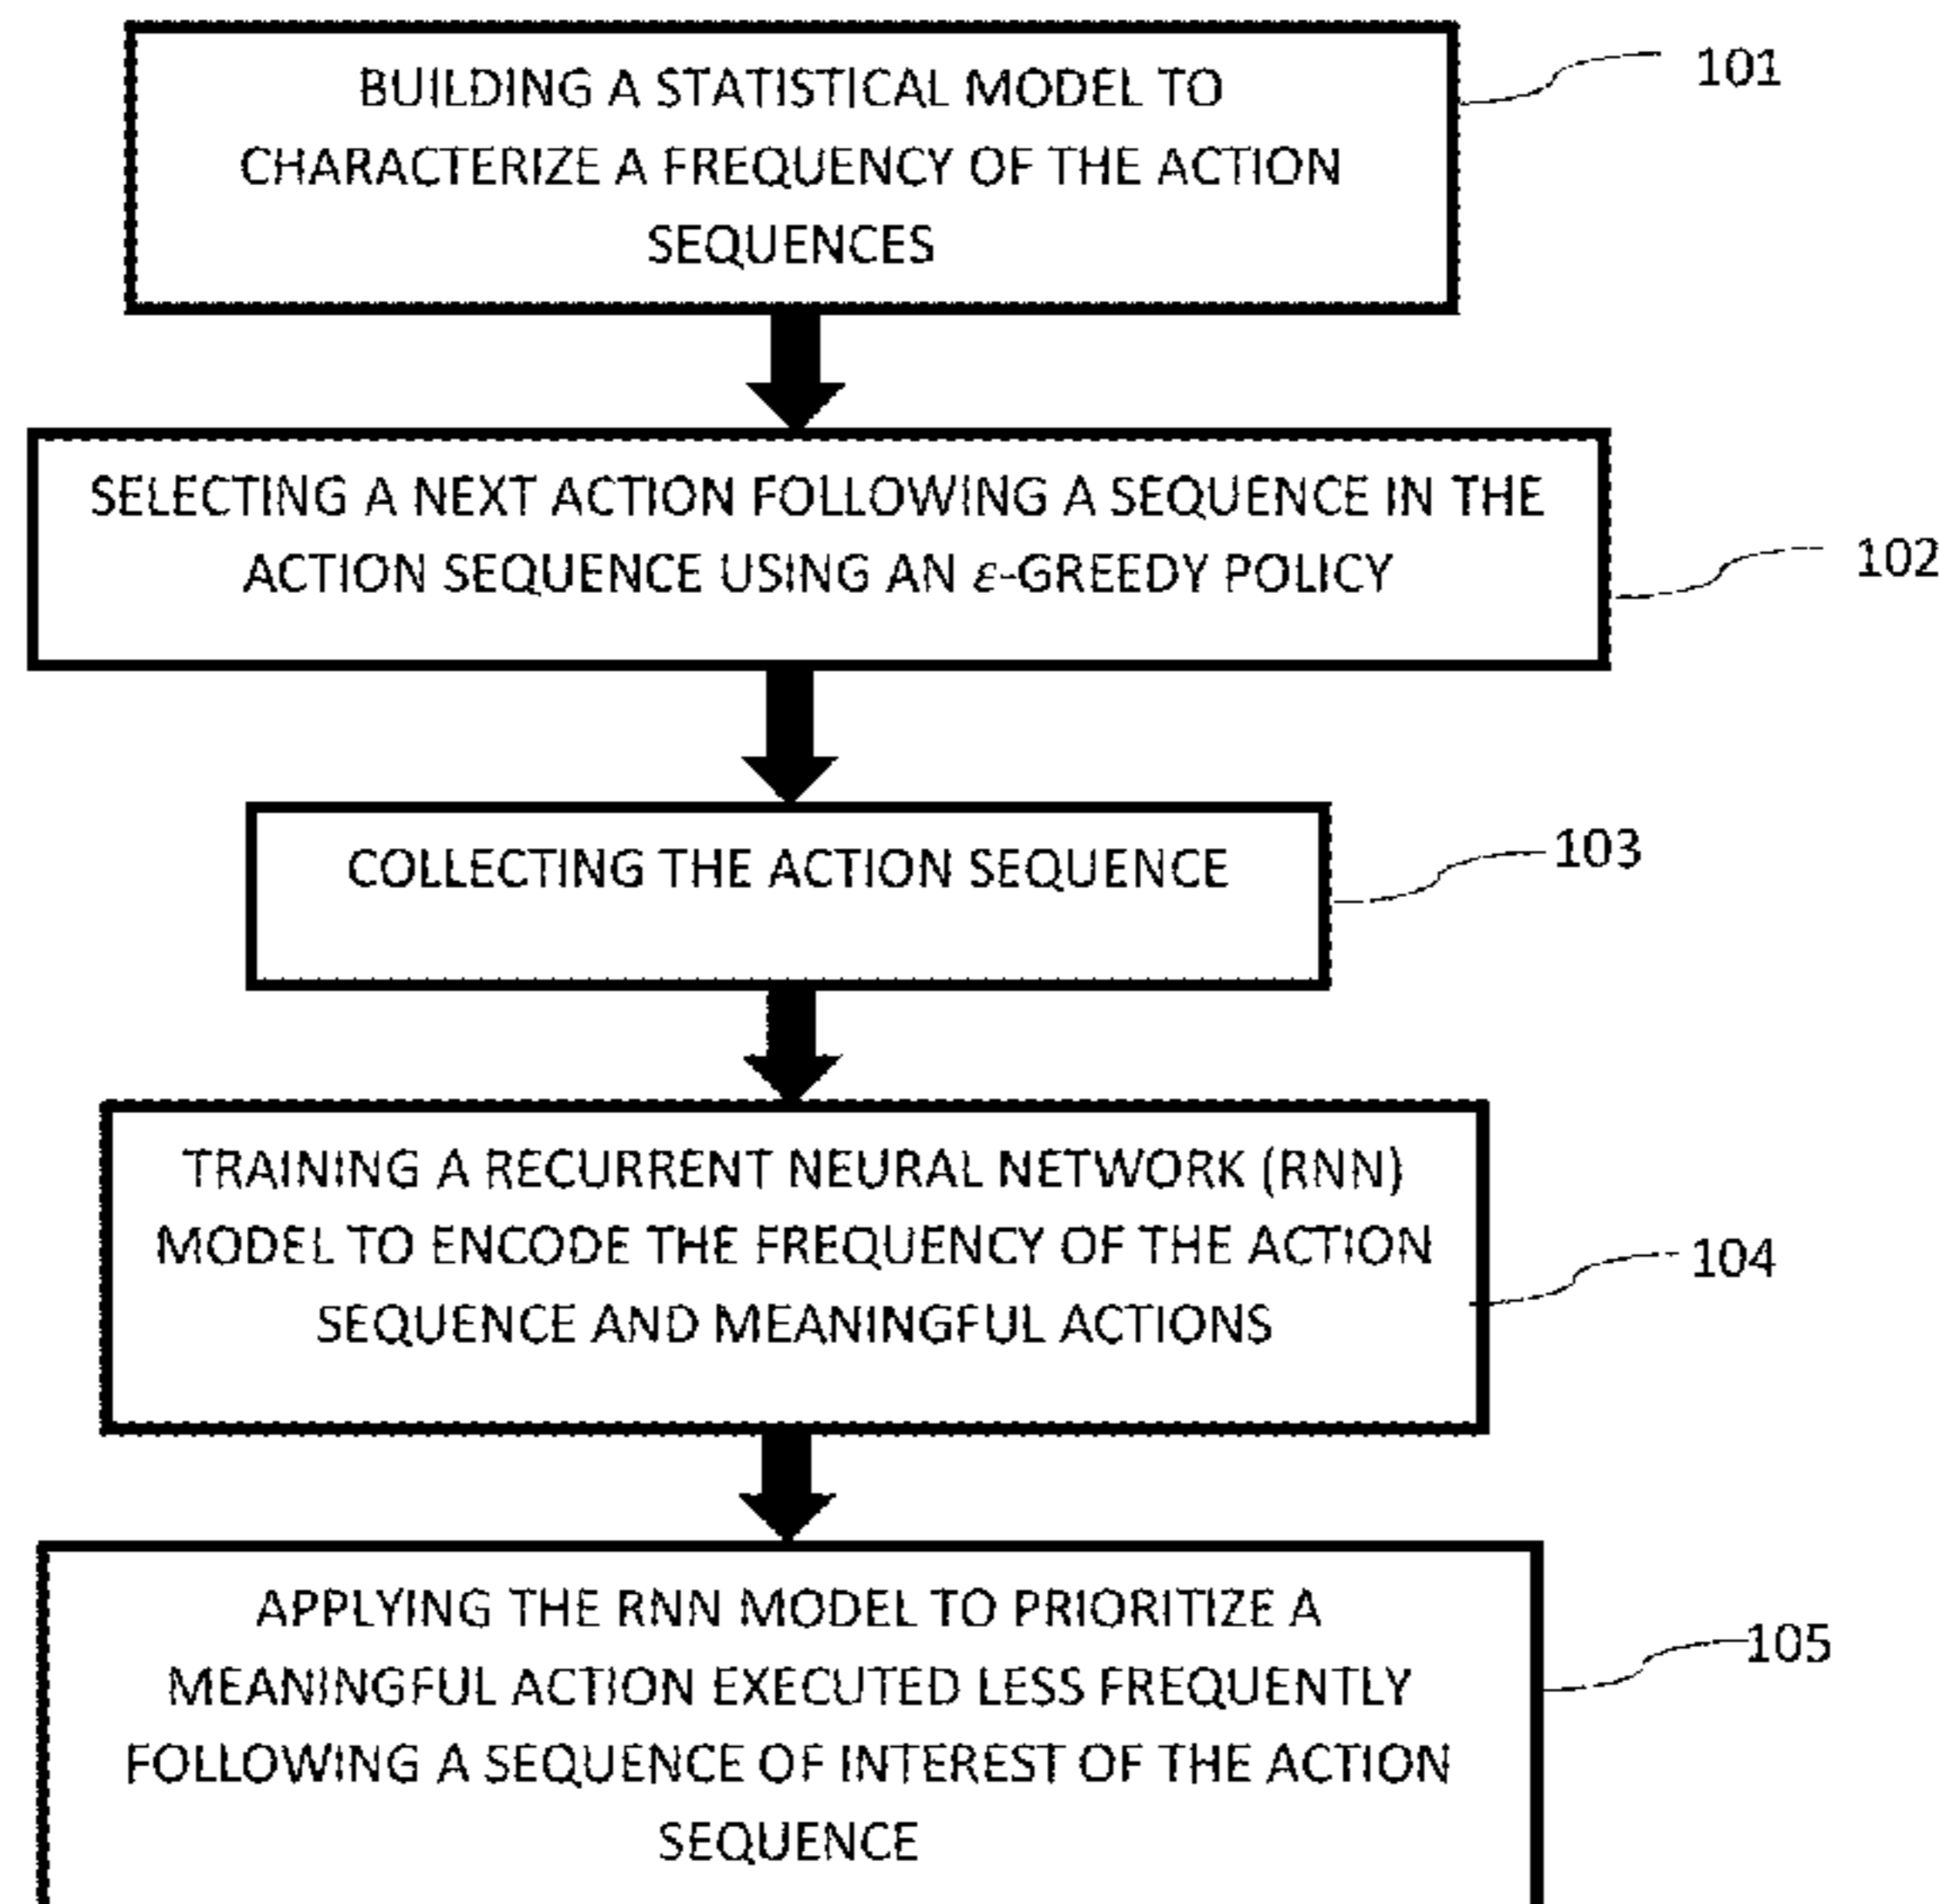 BUILDING A STATISTICAL MODEL TO
CHARACTERIZE A FREQUENCY OF THE ACTION
SEQUENCES
101
SELECTING A NEXT ACTION FOLLOWING A SEQUENCE IN THE
ACTION SEQUENCE USING AN ε-GREEDY POLICY
102
COLLECTING THE ACTION SEQUENCE
103
TRAINING A RECURRENT NEURAL NETWORK (RNN)
MODEL TO ENCODE THE FREQUENCY OF THE ACTION
SEQUENCE AND MEANINGFUL ACTIONS
104
APPLYING THE RNN MODEL TO PRIORITIZE A
MEANINGFUL ACTION EXECUTED LESS FREQUENTLY
FOLLOWING A SEQUENCE OF INTEREST OF THE ACTION
SEQUENCE
105